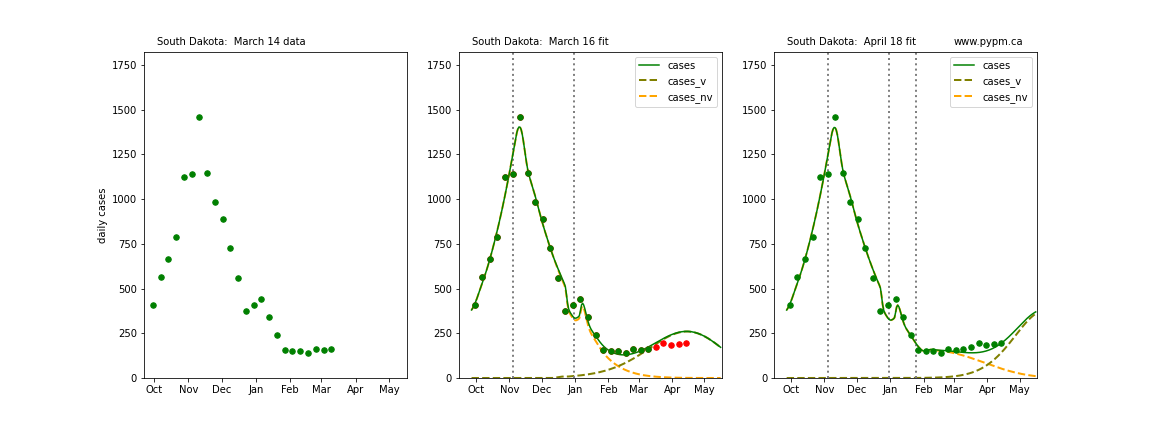 South Dakota:  March 14 data
daily cases
1750
1500
1250
1000
750
500
250
0
Oct Nov Dec Jan Feb Mar Apr May
South Dakota:  March 16 fit
cases
cases_v
cases_nv
1750
1500
1250
1000
750
500
250
0
Oct Nov Dec Jan Feb Mar Apr May
South Dakota:  April 18 fit www.pypm.ca
cases
cases_v
cases_nv
1750
1500
1250
1000
750
500
250
0
Oct Nov Dec Jan Feb Mar Apr May